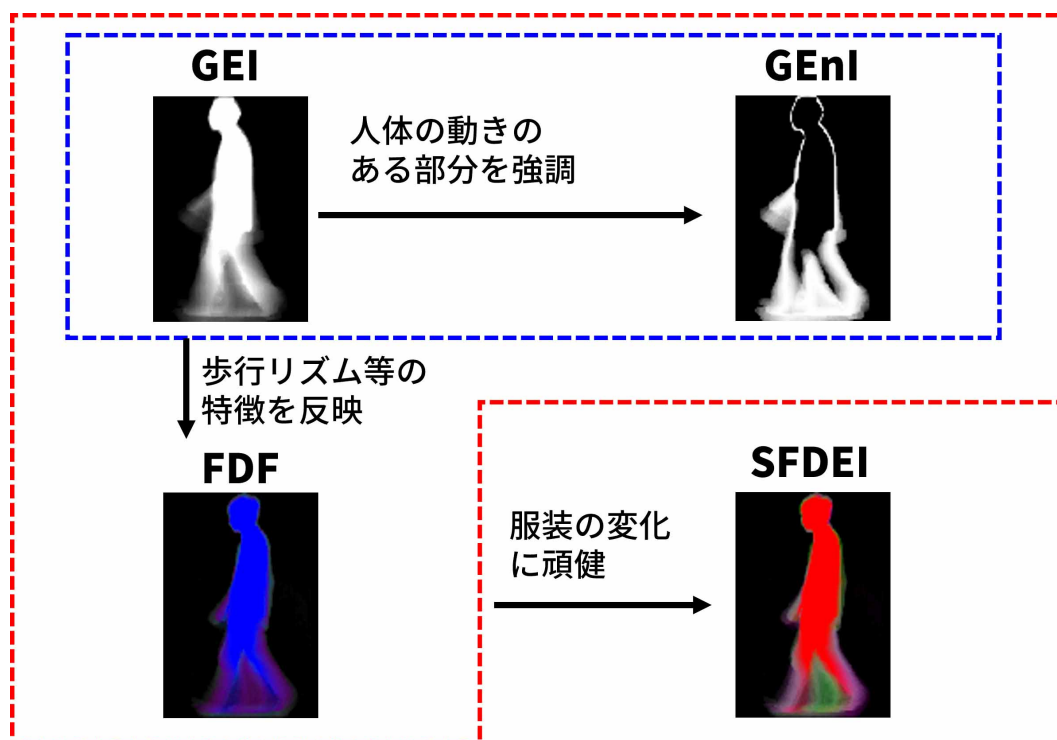 GEI
GEnI
人体の動きの
ある部分を強調
歩行リズム等の
特徴を反映
FDF
SFDEI
服装の変化
に頑健